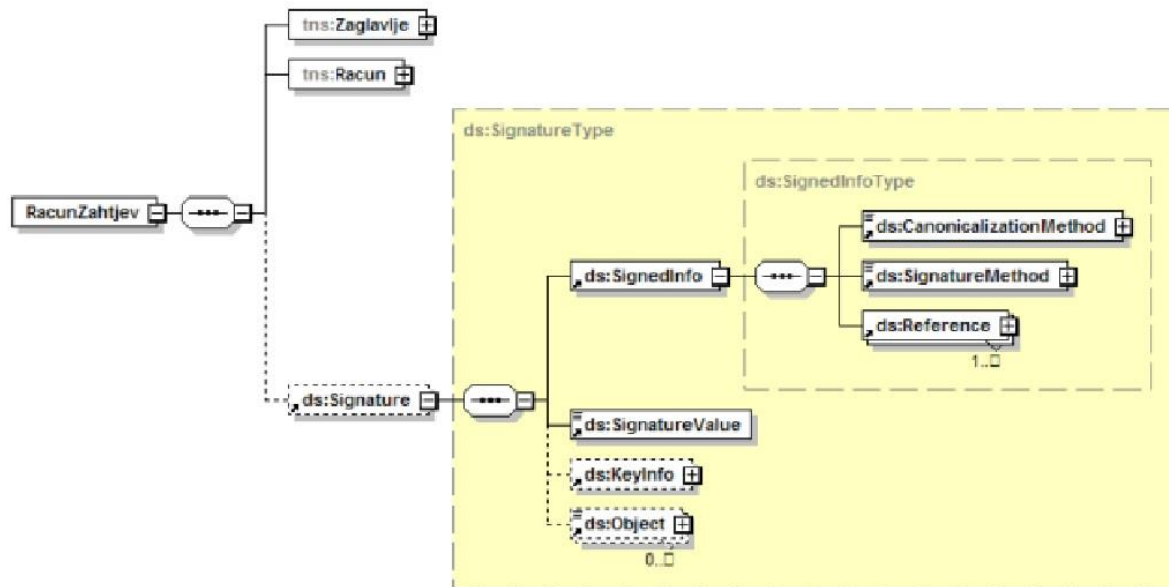 tns:Zaglavlje
tns:Racun
ds:SignatureType
ds:SignedInfoType
RacunZahtjev
ds:CanonicalizationMethod
ds:SignedInfo
ds:SignatureMethod
ds:Reference
1..□
ds:Signature
ds:SignatureValue
ds:KeyInfo
ds:Object
0..□